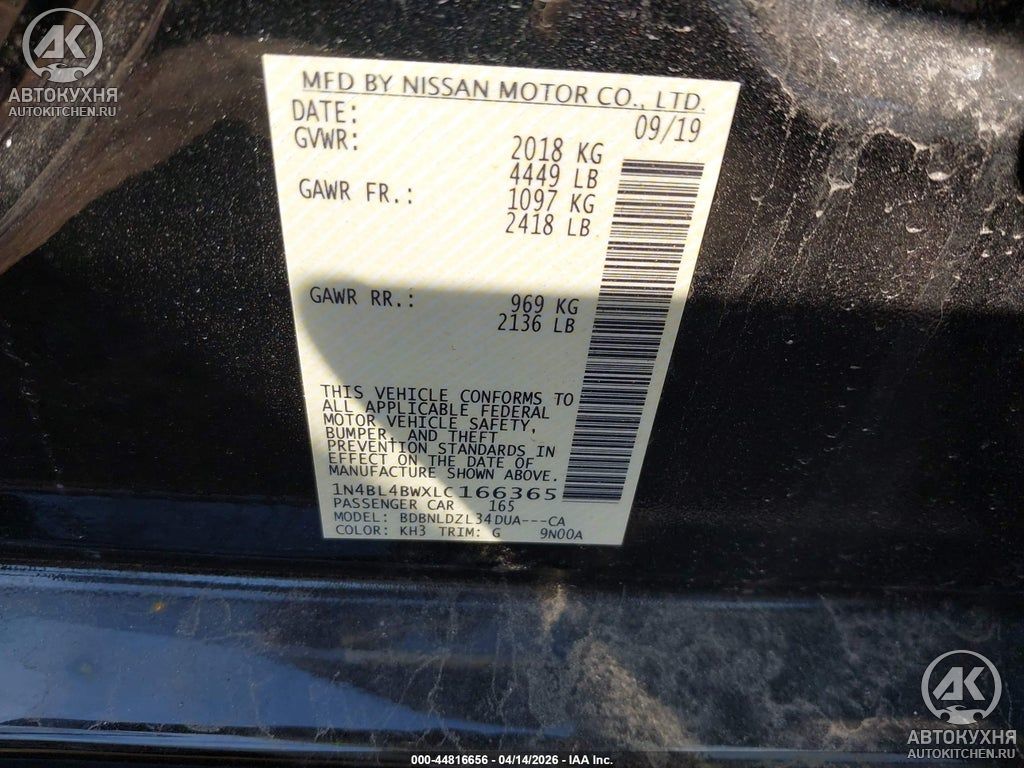 AK
АВТОКУХНЯ
AUTOKITCHEN.RU
MFD BY NISSAN MOTOR CO., LTD.
DATE: 09/19
GVWR: 2018 KG
4449 LB
GAWR FR.: 1097 KG
2418 LB
GAWR RR.: 969 KG
2136 LB
THIS VEHICLE CONFORMS TO
ALL APPLICABLE FEDERAL
MOTOR VEHICLE SAFETY,
BUMPER, AND THEFT
PREVENTION STANDARDS IN
EFFECT ON THE DATE OF
MANUFACTURE SHOWN ABOVE.
1N4BL4BWXLC166365
PASSENGER CAR 165
MODEL: BDBNLDZL34DUA---CA
COLOR: KH3 TRIM: G 9N00A
AK
АВТОКУХНЯ
AUTOKITCHEN.RU
000-44816656 - 04/14/2026 - IAA Inc.